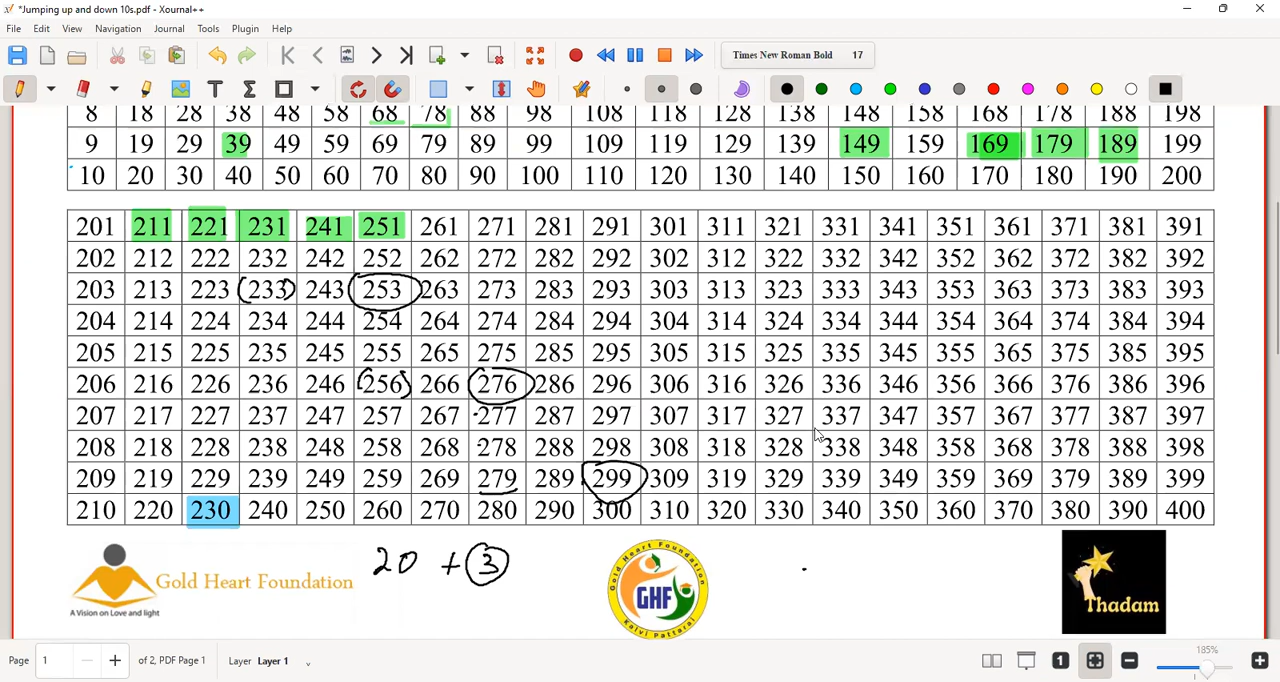 *Jumping up and down 10s.pdf - Xournal++
File Edit View Navigation Journal Tools Plugin Help
Times New Roman Bold 17
8 18 28 38 48 58 68 78 88 98 108 118 128 138 148 158 168 178 188 198
9 19 29 39 49 59 69 79 89 99 109 119 129 139 149 159 169 179 189 199
10 20 30 40 50 60 70 80 90 100 110 120 130 140 150 160 170 180 190 200
201 211 221 231 241 251 261 271 281 291 301 311 321 331 341 351 361 371 381 391
202 212 222 232 242 252 262 272 282 292 302 312 322 332 342 352 362 372 382 392
203 213 223 233 243 253 263 273 283 293 303 313 323 333 343 353 363 373 383 393
204 214 224 234 244 254 264 274 284 294 304 314 324 334 344 354 364 374 384 394
205 215 225 235 245 255 265 275 285 295 305 315 325 335 345 355 365 375 385 395
206 216 226 236 246 256 266 276 286 296 306 316 326 336 346 356 366 376 386 396
207 217 227 237 247 257 267 277 287 297 307 317 327 337 347 357 367 377 387 397
208 218 228 238 248 258 268 278 288 298 308 318 328 338 348 358 368 378 388 398
209 219 229 239 249 259 269 279 289 299 309 319 329 339 349 359 369 379 389 399
210 220 230 240 250 260 270 280 290 300 310 320 330 340 350 360 370 380 390 400
Gold Heart Foundation
A Vision on Love and light
20 + 3
Gold Heart Foundation
GHF
Kalvi Pattarai
Thadam
Page 1 of 2, PDF Page 1 Layer Layer 1
1
185%